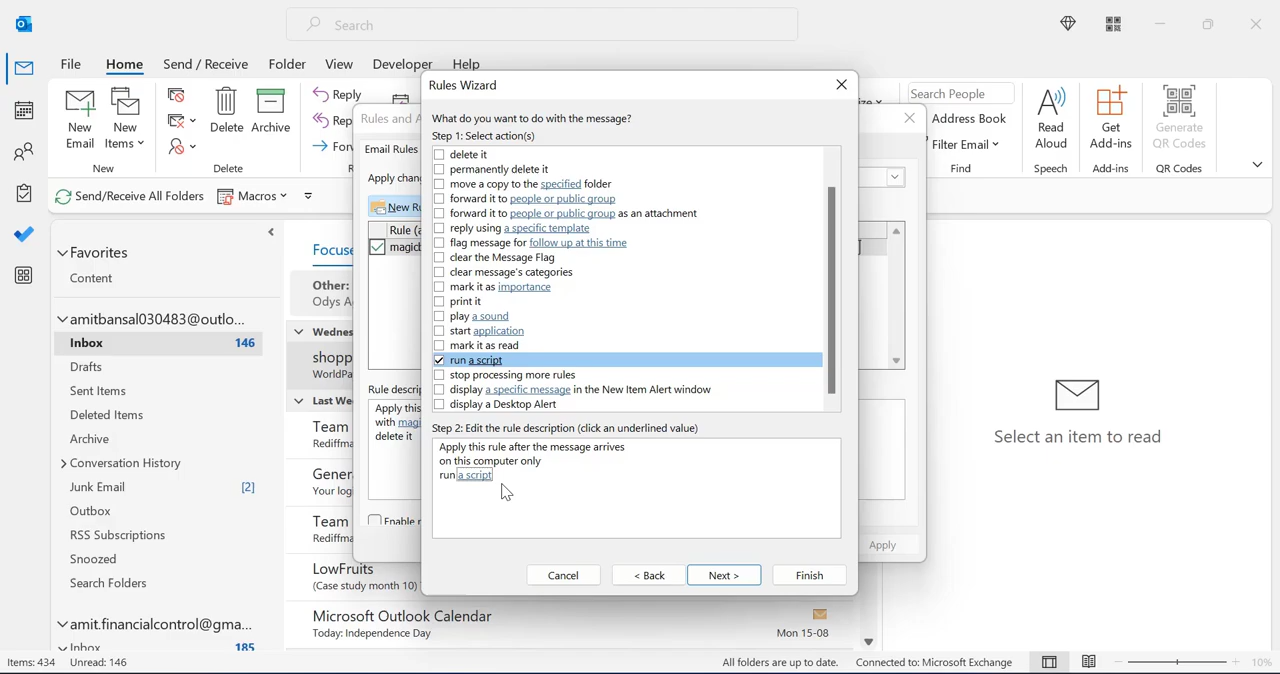 Search
File Home Send / Receive Folder View Developer Help
New Email
New Items
Delete
Archive
Reply
Read Aloud
Get Add-ins
Generate QR Codes
Search People
Address Book
Filter Email
New
Delete
Find
Speech
Add-ins
QR Codes
Send/Receive All Folders
Macros
Favorites
Content
amitbansal030483@outlo...
Inbox 146
Drafts
Sent Items
Deleted Items
Archive
Conversation History
Junk Email [2]
Outbox
RSS Subscriptions
Snoozed
Search Folders
amit.financialcontrol@gma...
Inbox 185
Other:
Odys A
Last We
Team
Rediffma
Your log
Team
Rediffma
LowFruits
(Case study month 10)
Microsoft Outlook Calendar
Today: Independence Day
Mon 15-08
Rules and A
Email Rules
Apply chan
New Ru
Rule (a
Rule descrip
Apply this
with magi
delete it
Enable r
Apply
Rules Wizard
What do you want to do with the message?
Step 1: Select action(s)
delete it
permanently delete it
move a copy to the specified folder
forward it to people or public group
forward it to people or public group as an attachment
reply using a specific template
flag message for follow up at this time
clear the Message Flag
clear message's categories
mark it as importance
print it
play a sound
start application
mark it as read
run a script
stop processing more rules
display a specific message in the New Item Alert window
display a Desktop Alert
Step 2: Edit the rule description (click an underlined value)
Apply this rule after the message arrives
on this computer only
run a script
Cancel
< Back
Next >
Finish
Select an item to read
Items: 434 Unread: 146
All folders are up to date.
Connected to: Microsoft Exchange
10%